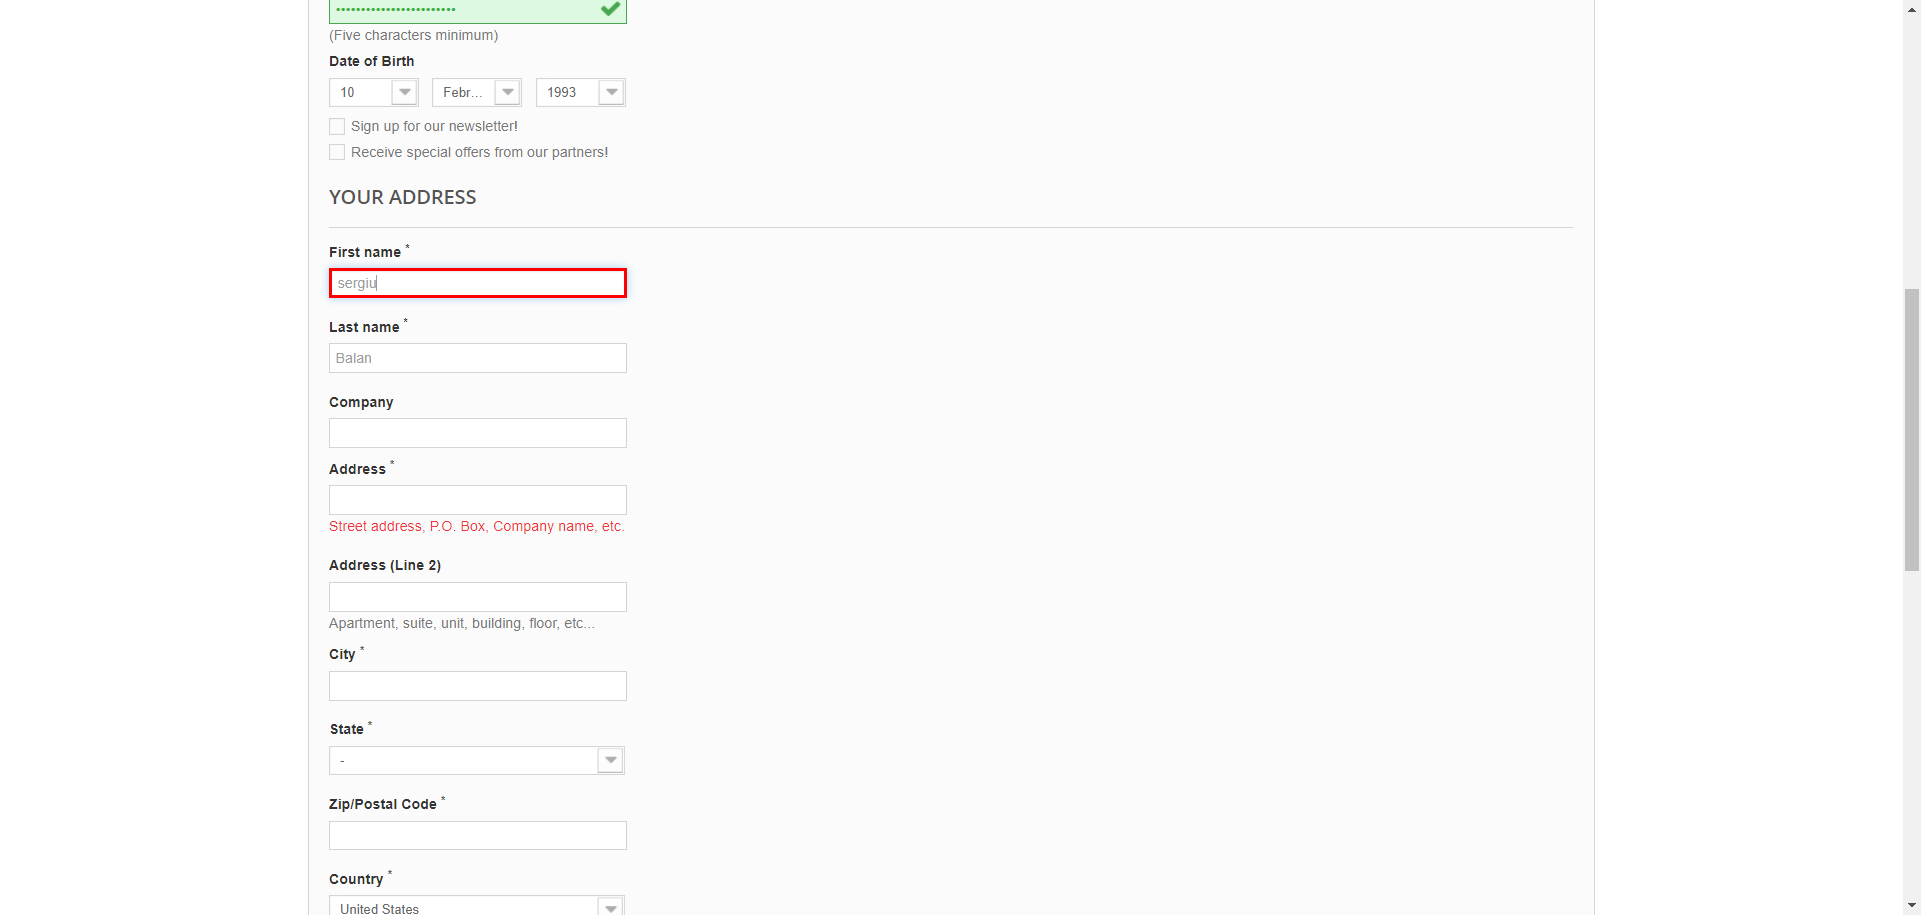 ••••••••••••••••••••••••
(Five characters minimum)
Date of Birth
10 Febr... 1993
Sign up for our newsletter!
Receive special offers from our partners!
YOUR ADDRESS
First name *
sergiu
Last name *
Balan
Company
Address *
Street address, P.O. Box, Company name, etc.
Address (Line 2)
Apartment, suite, unit, building, floor, etc...
City *
State *
-
Zip/Postal Code *
Country *
United States